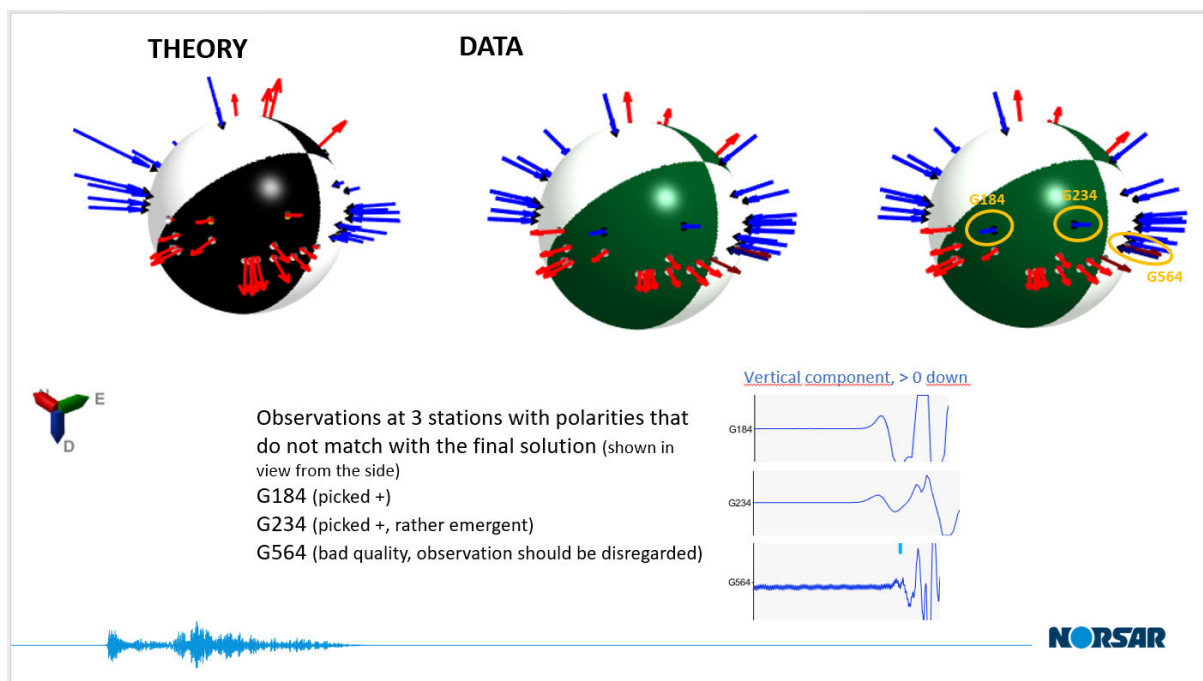 THEORY
DATA
G184
G234
G564
E
D
Vertical component, > 0 down
G184
G234
G564
Observations at 3 stations with polarities that
do not match with the final solution (shown in
view from the side)
G184 (picked +)
G234 (picked +, rather emergent)
G564 (bad quality, observation should be disregarded)
NORSAR